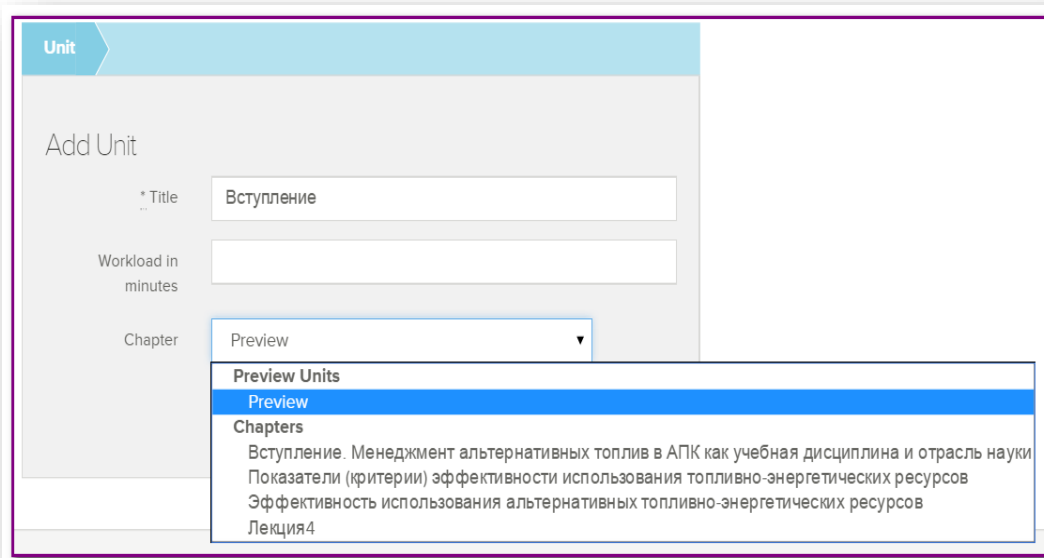 Unit
Add Unit
* Title
Вступление
Workload in
minutes
Chapter
Preview
Preview Units
Preview
Chapters
Вступление. Менеджмент альтернативных топлив в АПК как учебная дисциплина и отрасль науки
Показатели (критерии) эффективности использования топливно-энергетических ресурсов
Эффективность использования альтернативных топливно-энергетических ресурсов
Лекция4